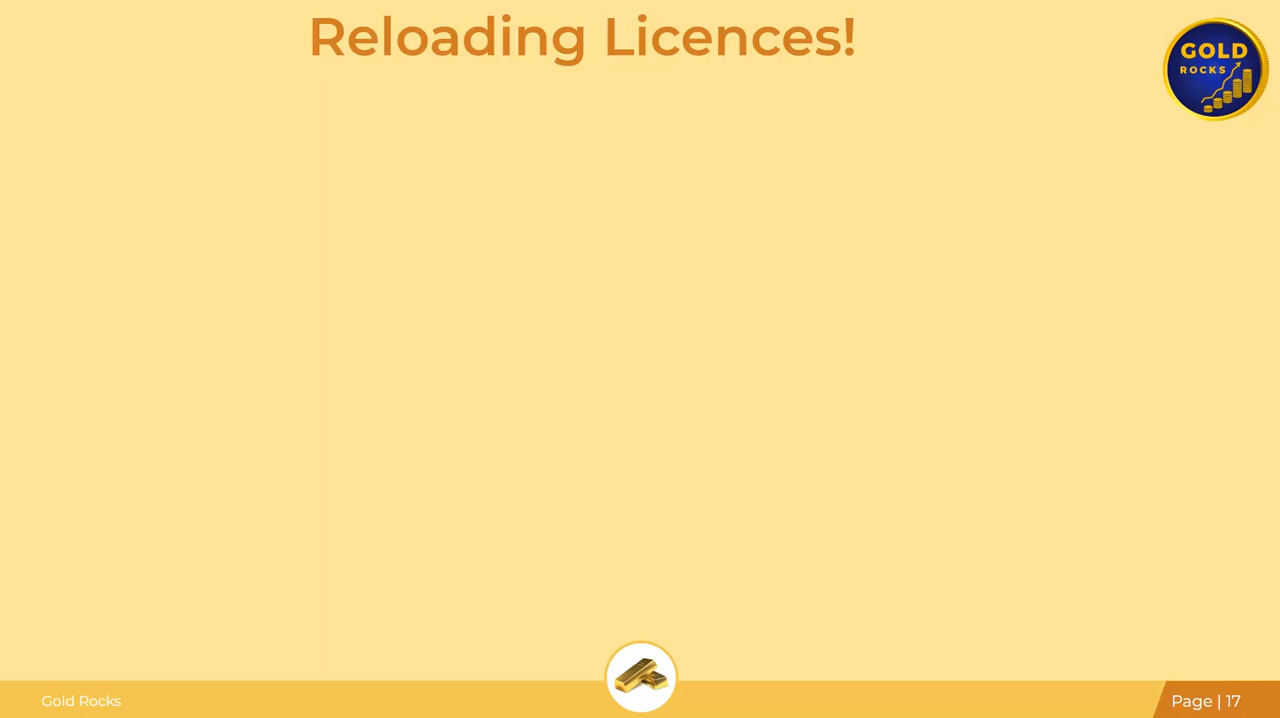 Reloading Licences!
GOLD
ROCKS
Gold Rocks
Page | 17